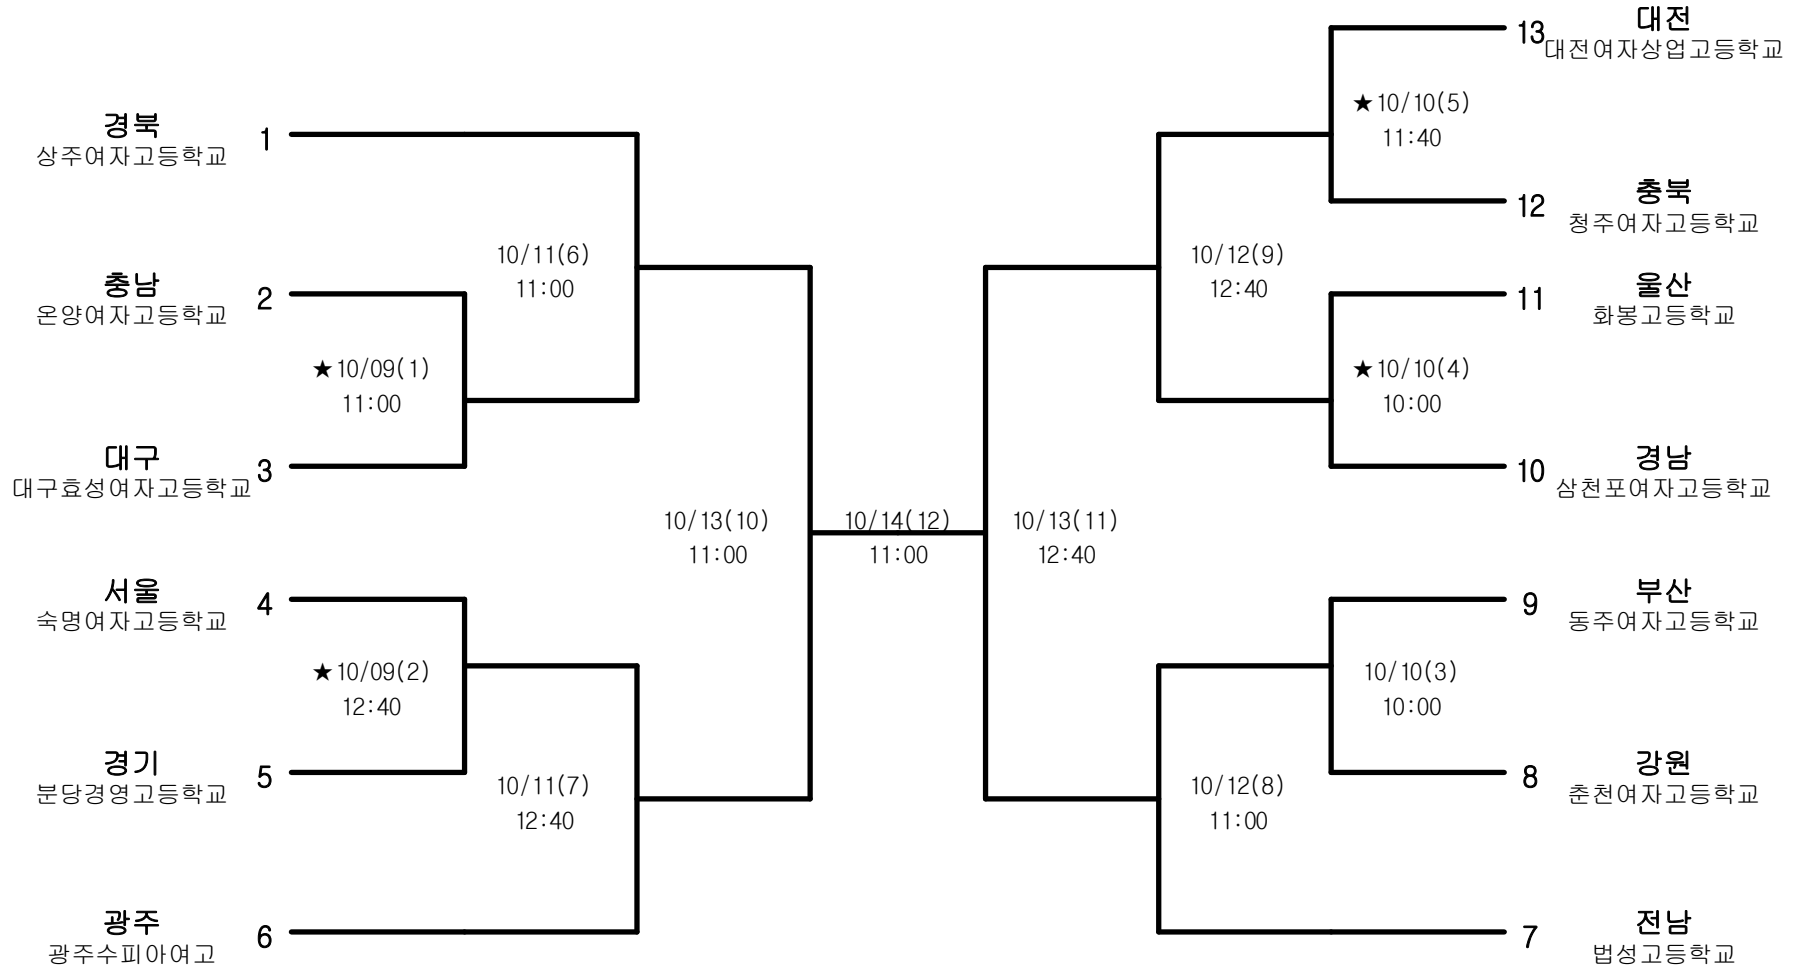 경북
상주여자고등학교
1
충남
온양여자고등학교
2
대구
대구효성여자고등학교
3
서울
숙명여자고등학교
4
경기
분당경영고등학교
5
광주
광주수피아여고
6
★10/09(1)
11:00
★10/09(2)
12:40
10/11(6)
11:00
10/11(7)
12:40
10/13(10)
11:00
10/14(12)
11:00
10/13(11)
12:40
10/12(9)
12:40
10/12(8)
11:00
★10/10(5)
11:40
★10/10(4)
10:00
10/10(3)
10:00
13
대전
대전여자상업고등학교
12
충북
청주여자고등학교
11
울산
화봉고등학교
10
경남
삼천포여자고등학교
9
부산
동주여자고등학교
8
강원
춘천여자고등학교
7
전남
법성고등학교